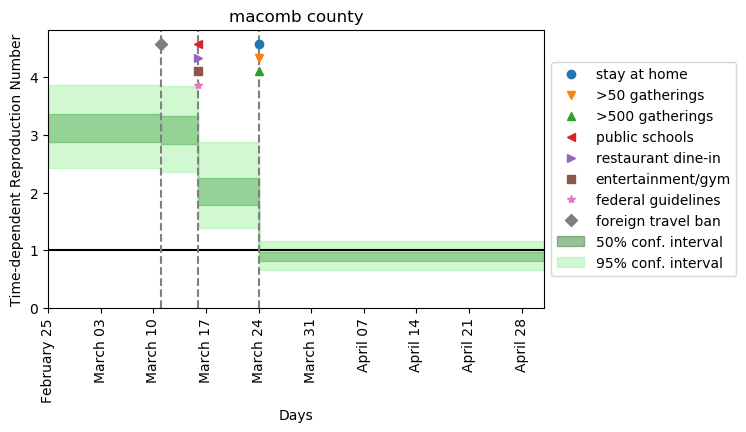 macomb county
Time-dependent Reproduction Number
4
3
2
1
0
February 25
March 03
March 10
March 17
March 24
March 31
April 07
April 14
April 21
April 28
Days
stay at home
>50 gatherings
>500 gatherings
public schools
restaurant dine-in
entertainment/gym
federal guidelines
foreign travel ban
50% conf. interval
95% conf. interval